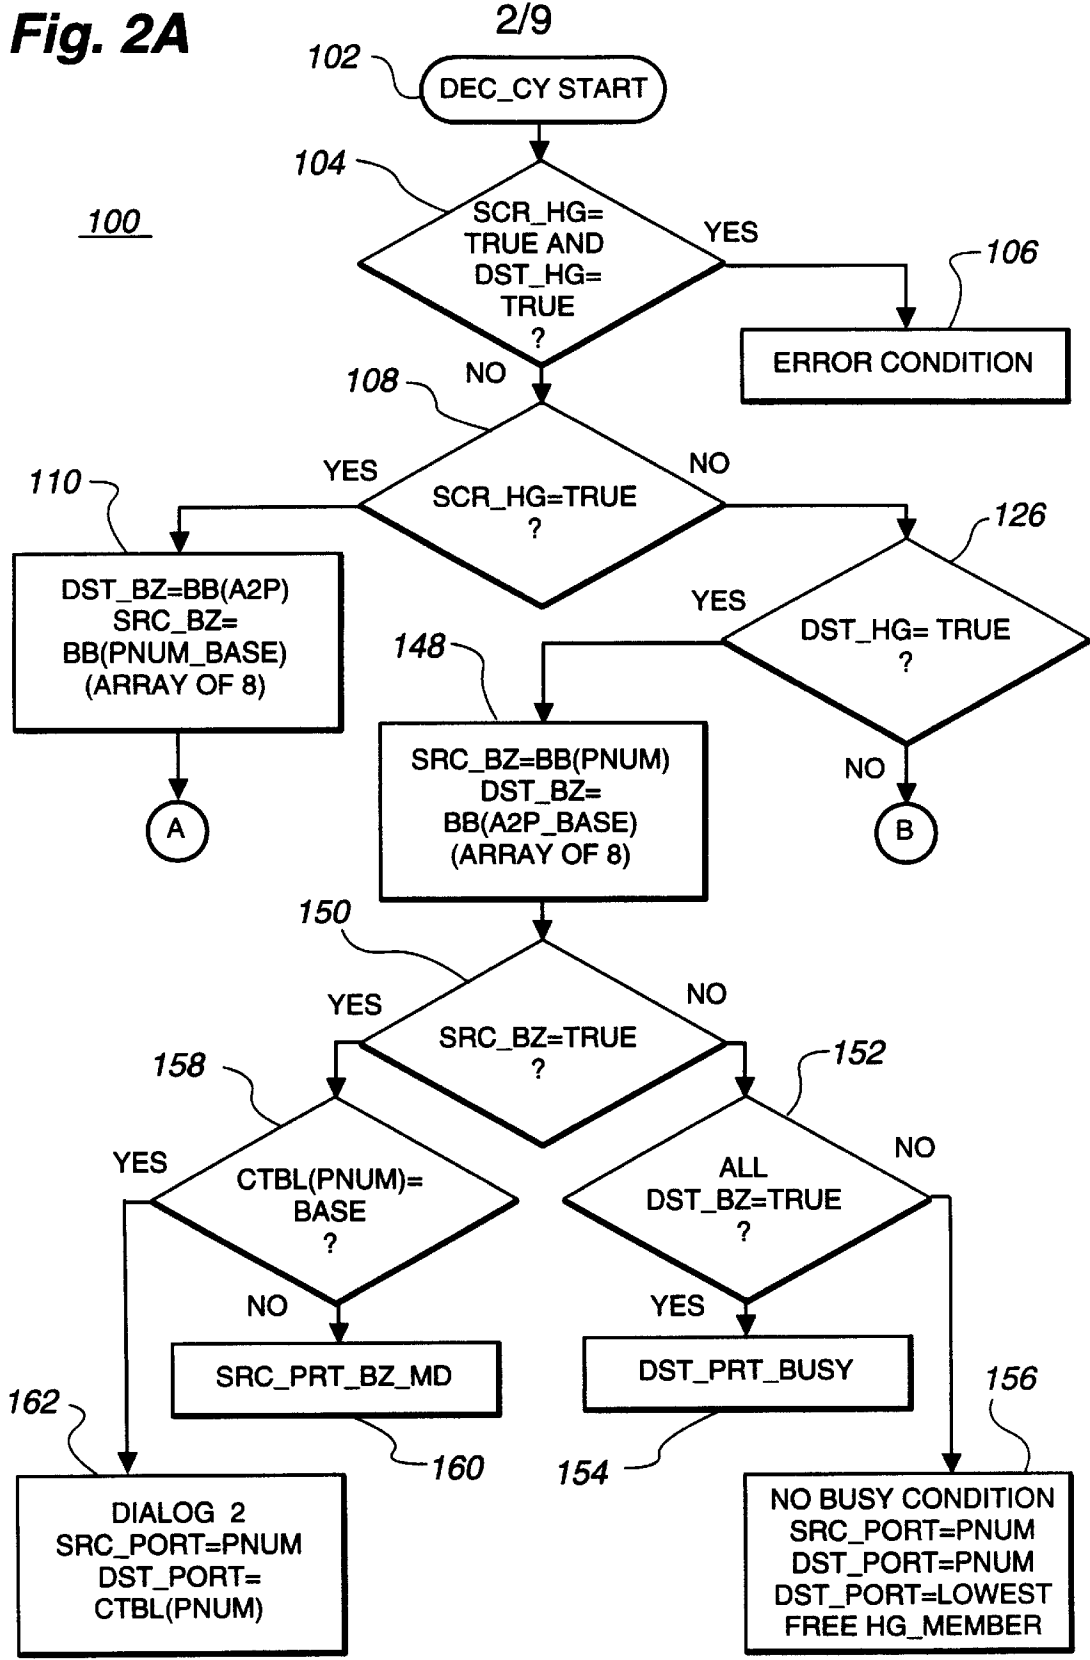 Fig. 2A
2/9
102
DEC_CY START
104
100
SCR_HG=
TRUE AND
DST_HG=
TRUE
?
YES
106
ERROR CONDITION
NO
108
YES
SCR_HG=TRUE
?
NO
110
DST_BZ=BB(A2P)
SRC_BZ=
BB(PNUM_BASE)
(ARRAY OF 8)
126
YES
DST_HG= TRUE
?
NO
148
SRC_BZ=BB(PNUM)
DST_BZ=
BB(A2P_BASE)
(ARRAY OF 8)
A
B
150
YES
SRC_BZ=TRUE
?
NO
158
YES
CTBL(PNUM)=
BASE
?
NO
152
ALL
DST_BZ=TRUE
?
NO
YES
SRC_PRT_BZ_MD
160
DST_PRT_BUSY
154
162
DIALOG 2
SRC_PORT=PNUM
DST_PORT=
CTBL(PNUM)
156
NO BUSY CONDITION
SRC_PORT=PNUM
DST_PORT=PNUM
DST_PORT=LOWEST
FREE HG_MEMBER